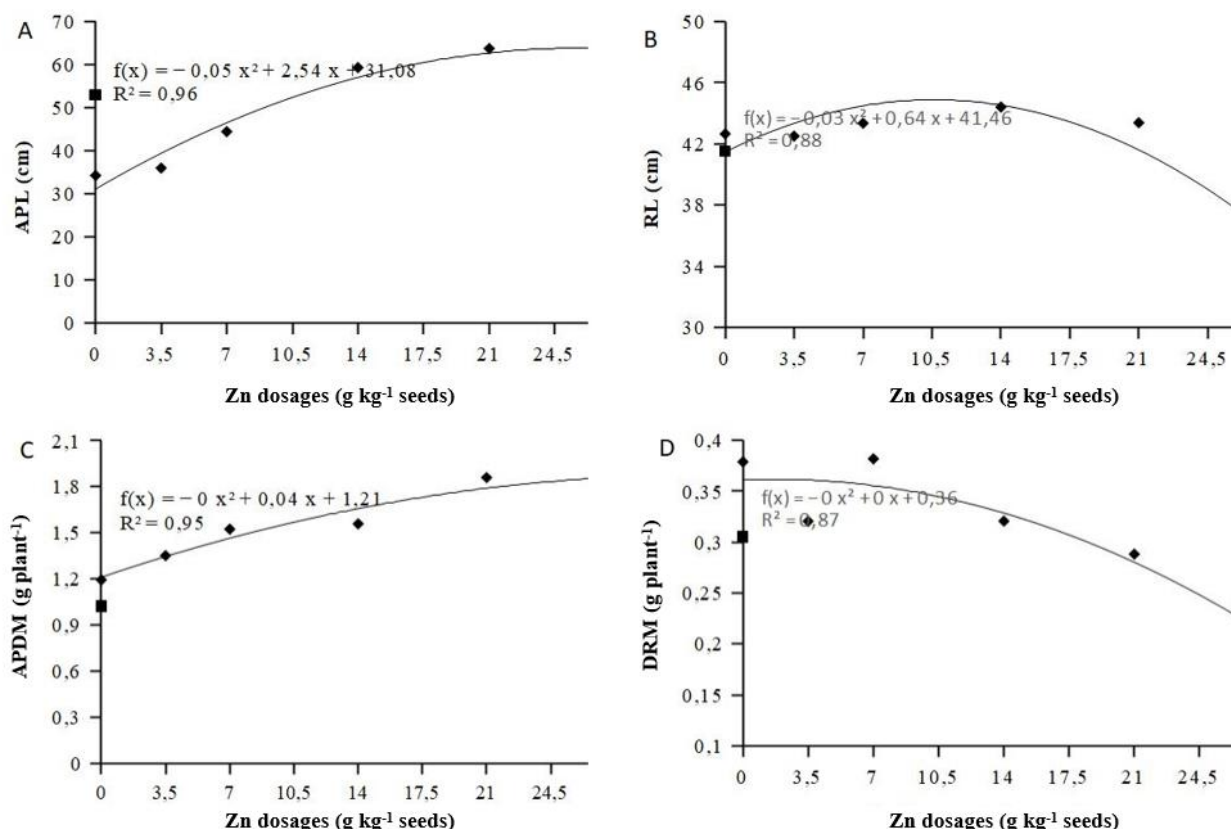 A
70
60
50
40
30
20
10
0
APL (cm)
f(x) = −0,05 x² + 2,54 x + 31,08
R² = 0,96
0 3,5 7 10,5 14 17,5 21 24,5
Zn dosages (g kg⁻¹ seeds)
B
50
46
42
38
34
30
RL (cm)
f(x) = −0,03 x² + 0,64 x + 41,46
R² = 0,88
0 3,5 7 10,5 14 17,5 21 24,5
Zn dosages (g kg⁻¹ seeds)
C
2,1
1,8
1,5
1,2
0,9
0,6
0,3
0
APDM (g plant⁻¹)
f(x) = −0 x² + 0,04 x + 1,21
R² = 0,95
0 3,5 7 10,5 14 17,5 21 24,5
Zn dosages (g kg⁻¹ seeds)
D
0,4
0,35
0,3
0,25
0,2
0,15
0,1
DRM (g plant⁻¹)
f(x) = −0 x² + 0 x + 0,36
R² = 0,87
0 3,5 7 10,5 14 17,5 21 24,5
Zn dosages (g kg⁻¹ seeds)